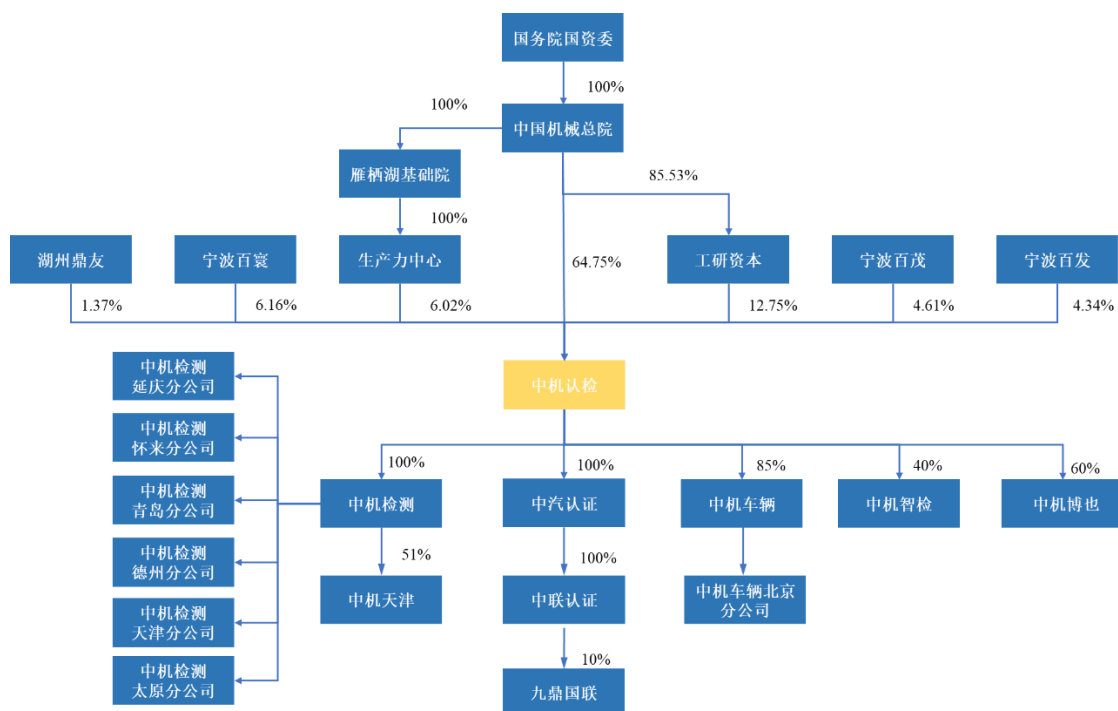 国务院国资委
100%
100%
中国机械总院
雁栖湖基础院
85.53%
100%
湖州鼎友
宁波百寰
生产力中心
64.75%
工研资本
宁波百茂
宁波百发
1.37%
6.16%
6.02%
12.75%
4.61%
4.34%
中机检测
延庆分公司
中机认检
中机检测
怀来分公司
100%
100%
85%
40%
60%
中机检测
青岛分公司
中机检测
中汽认证
中机车辆
中机智检
中机博也
51%
100%
中机检测
德州分公司
中机天津
中联认证
中机车辆北京
分公司
中机检测
天津分公司
10%
中机检测
太原分公司
九鼎国联